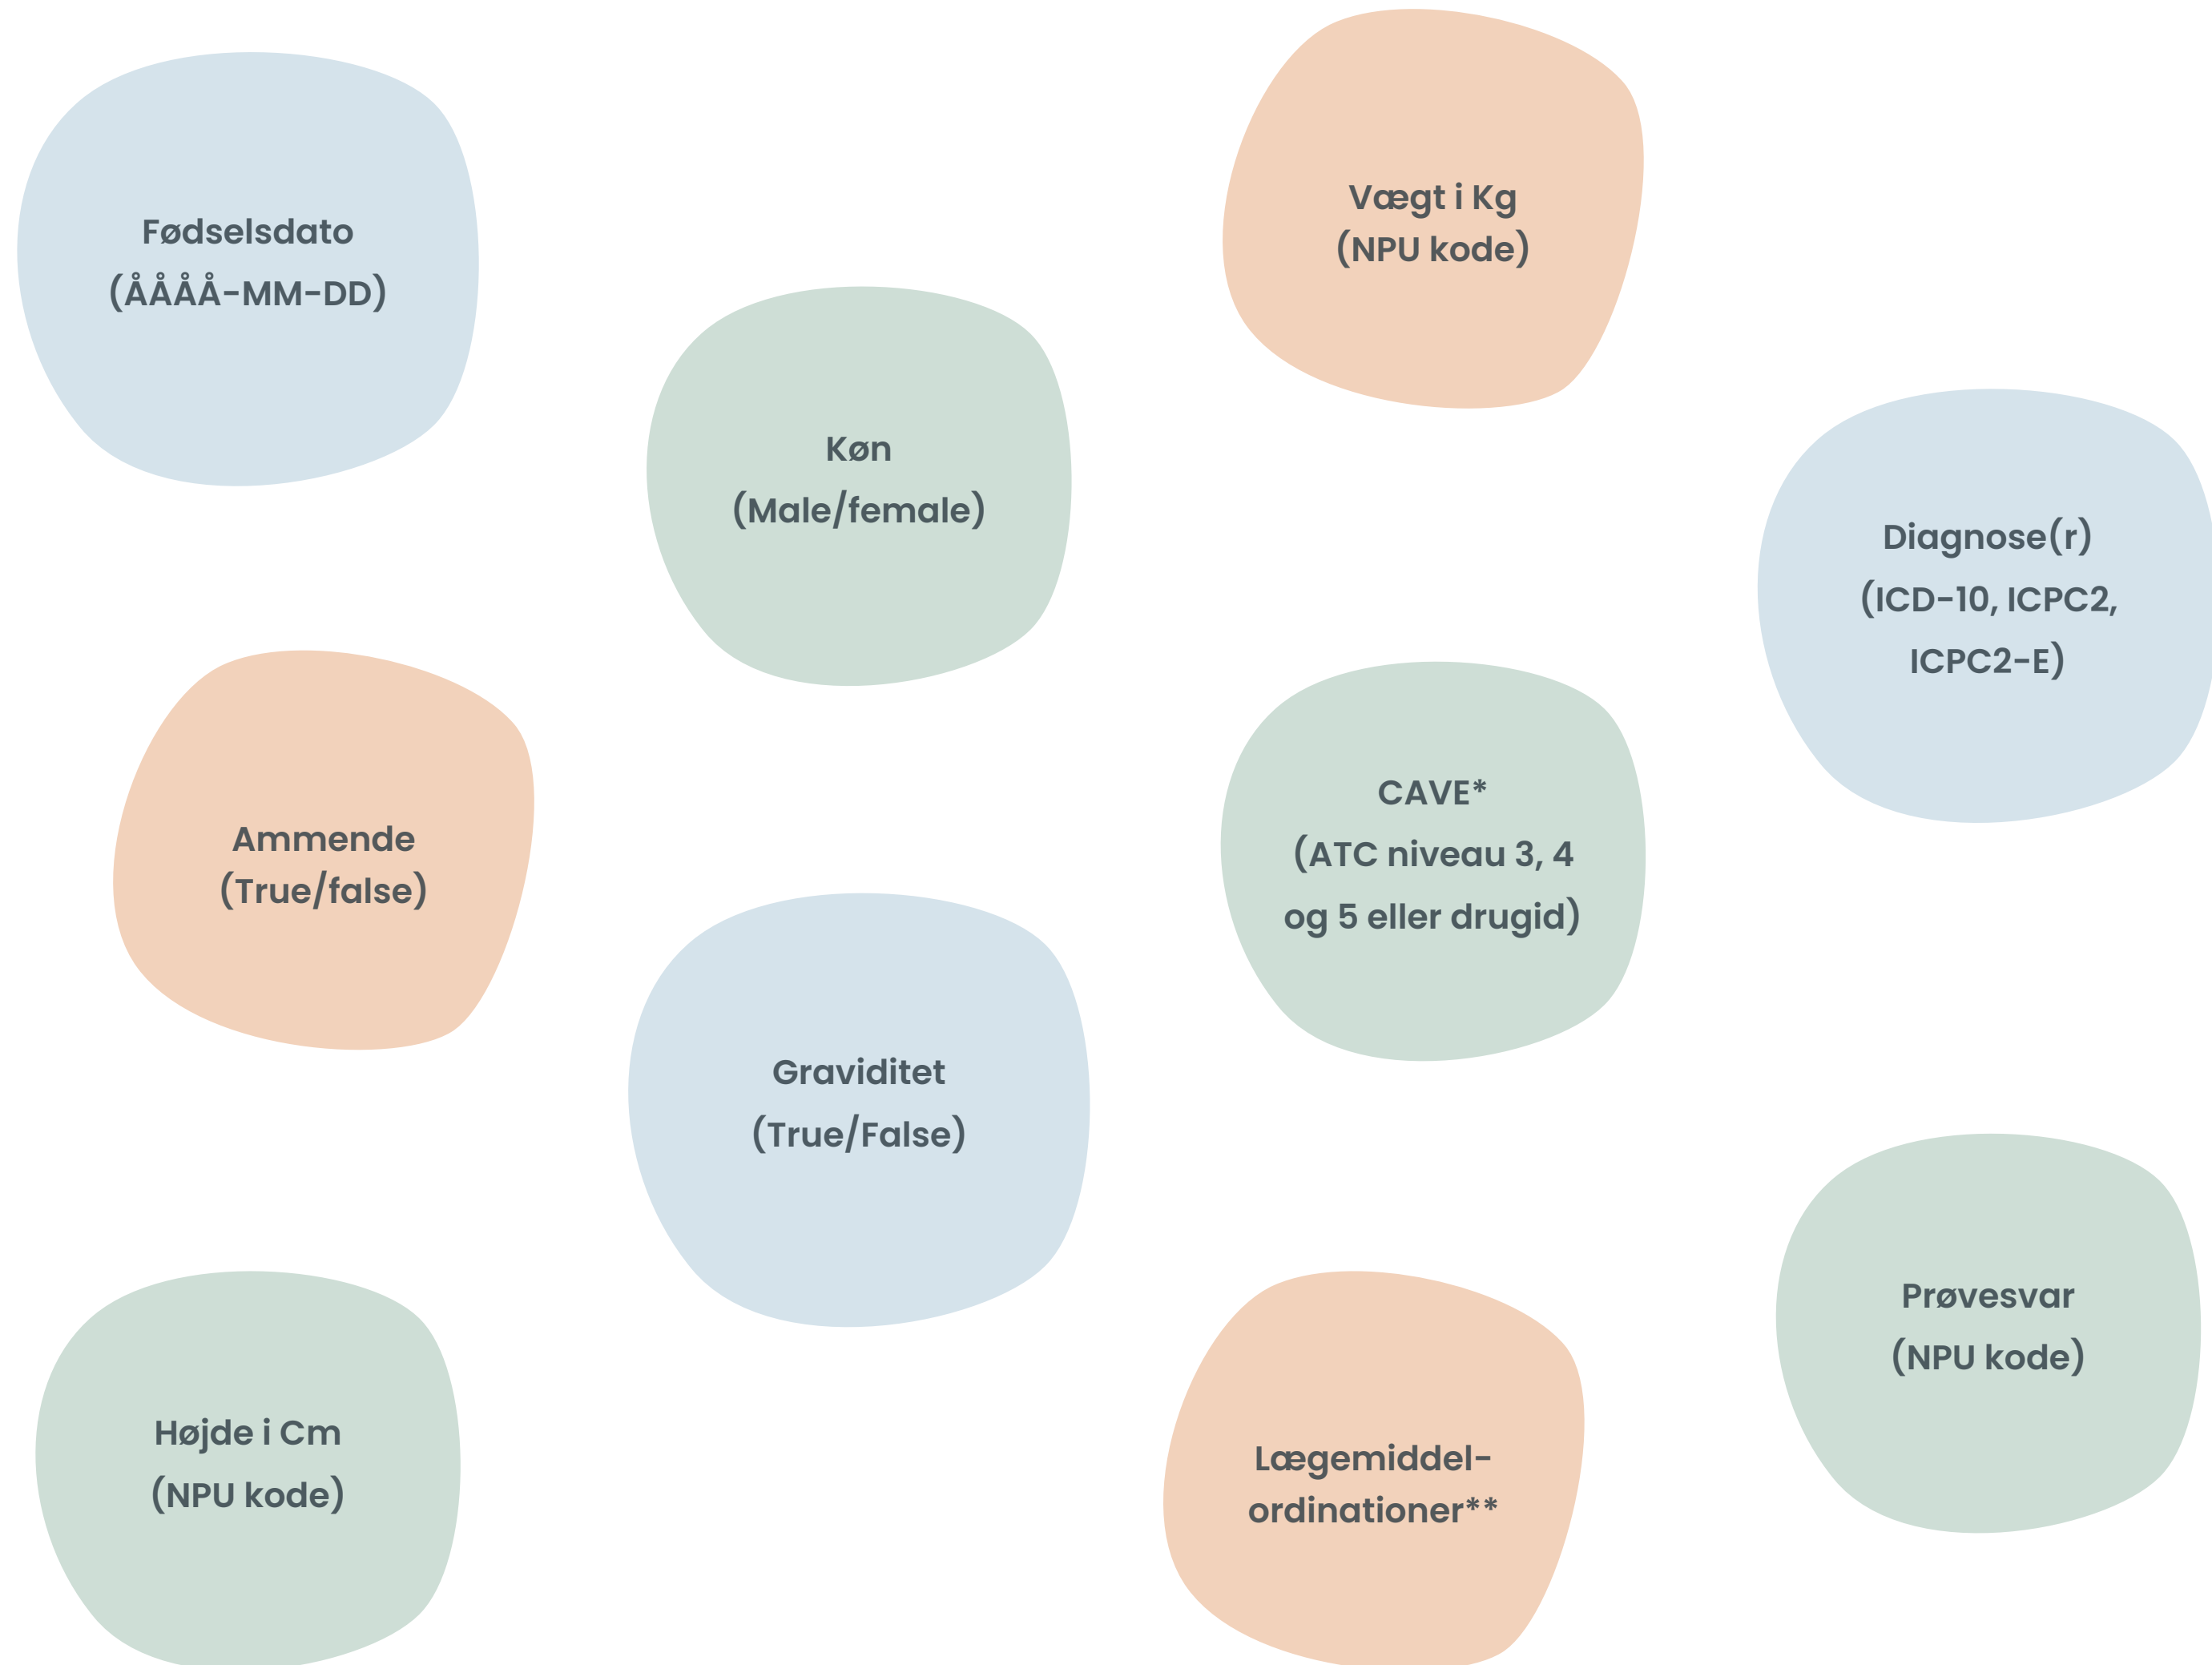 Fødselsdato
(ÅÅÅÅ-MM-DD)
Køn
(Male/female)
Vægt i Kg
(NPU kode)
Diagnose(r)
(ICD-10, ICPC2,
ICPC2-E)
Ammende
(True/false)
Graviditet
(True/False)
CAVE*
(ATC niveau 3, 4
og 5 eller drugid)
Højde i Cm
(NPU kode)
Lægemiddel-
ordinationer**
Prøvesvar
(NPU kode)